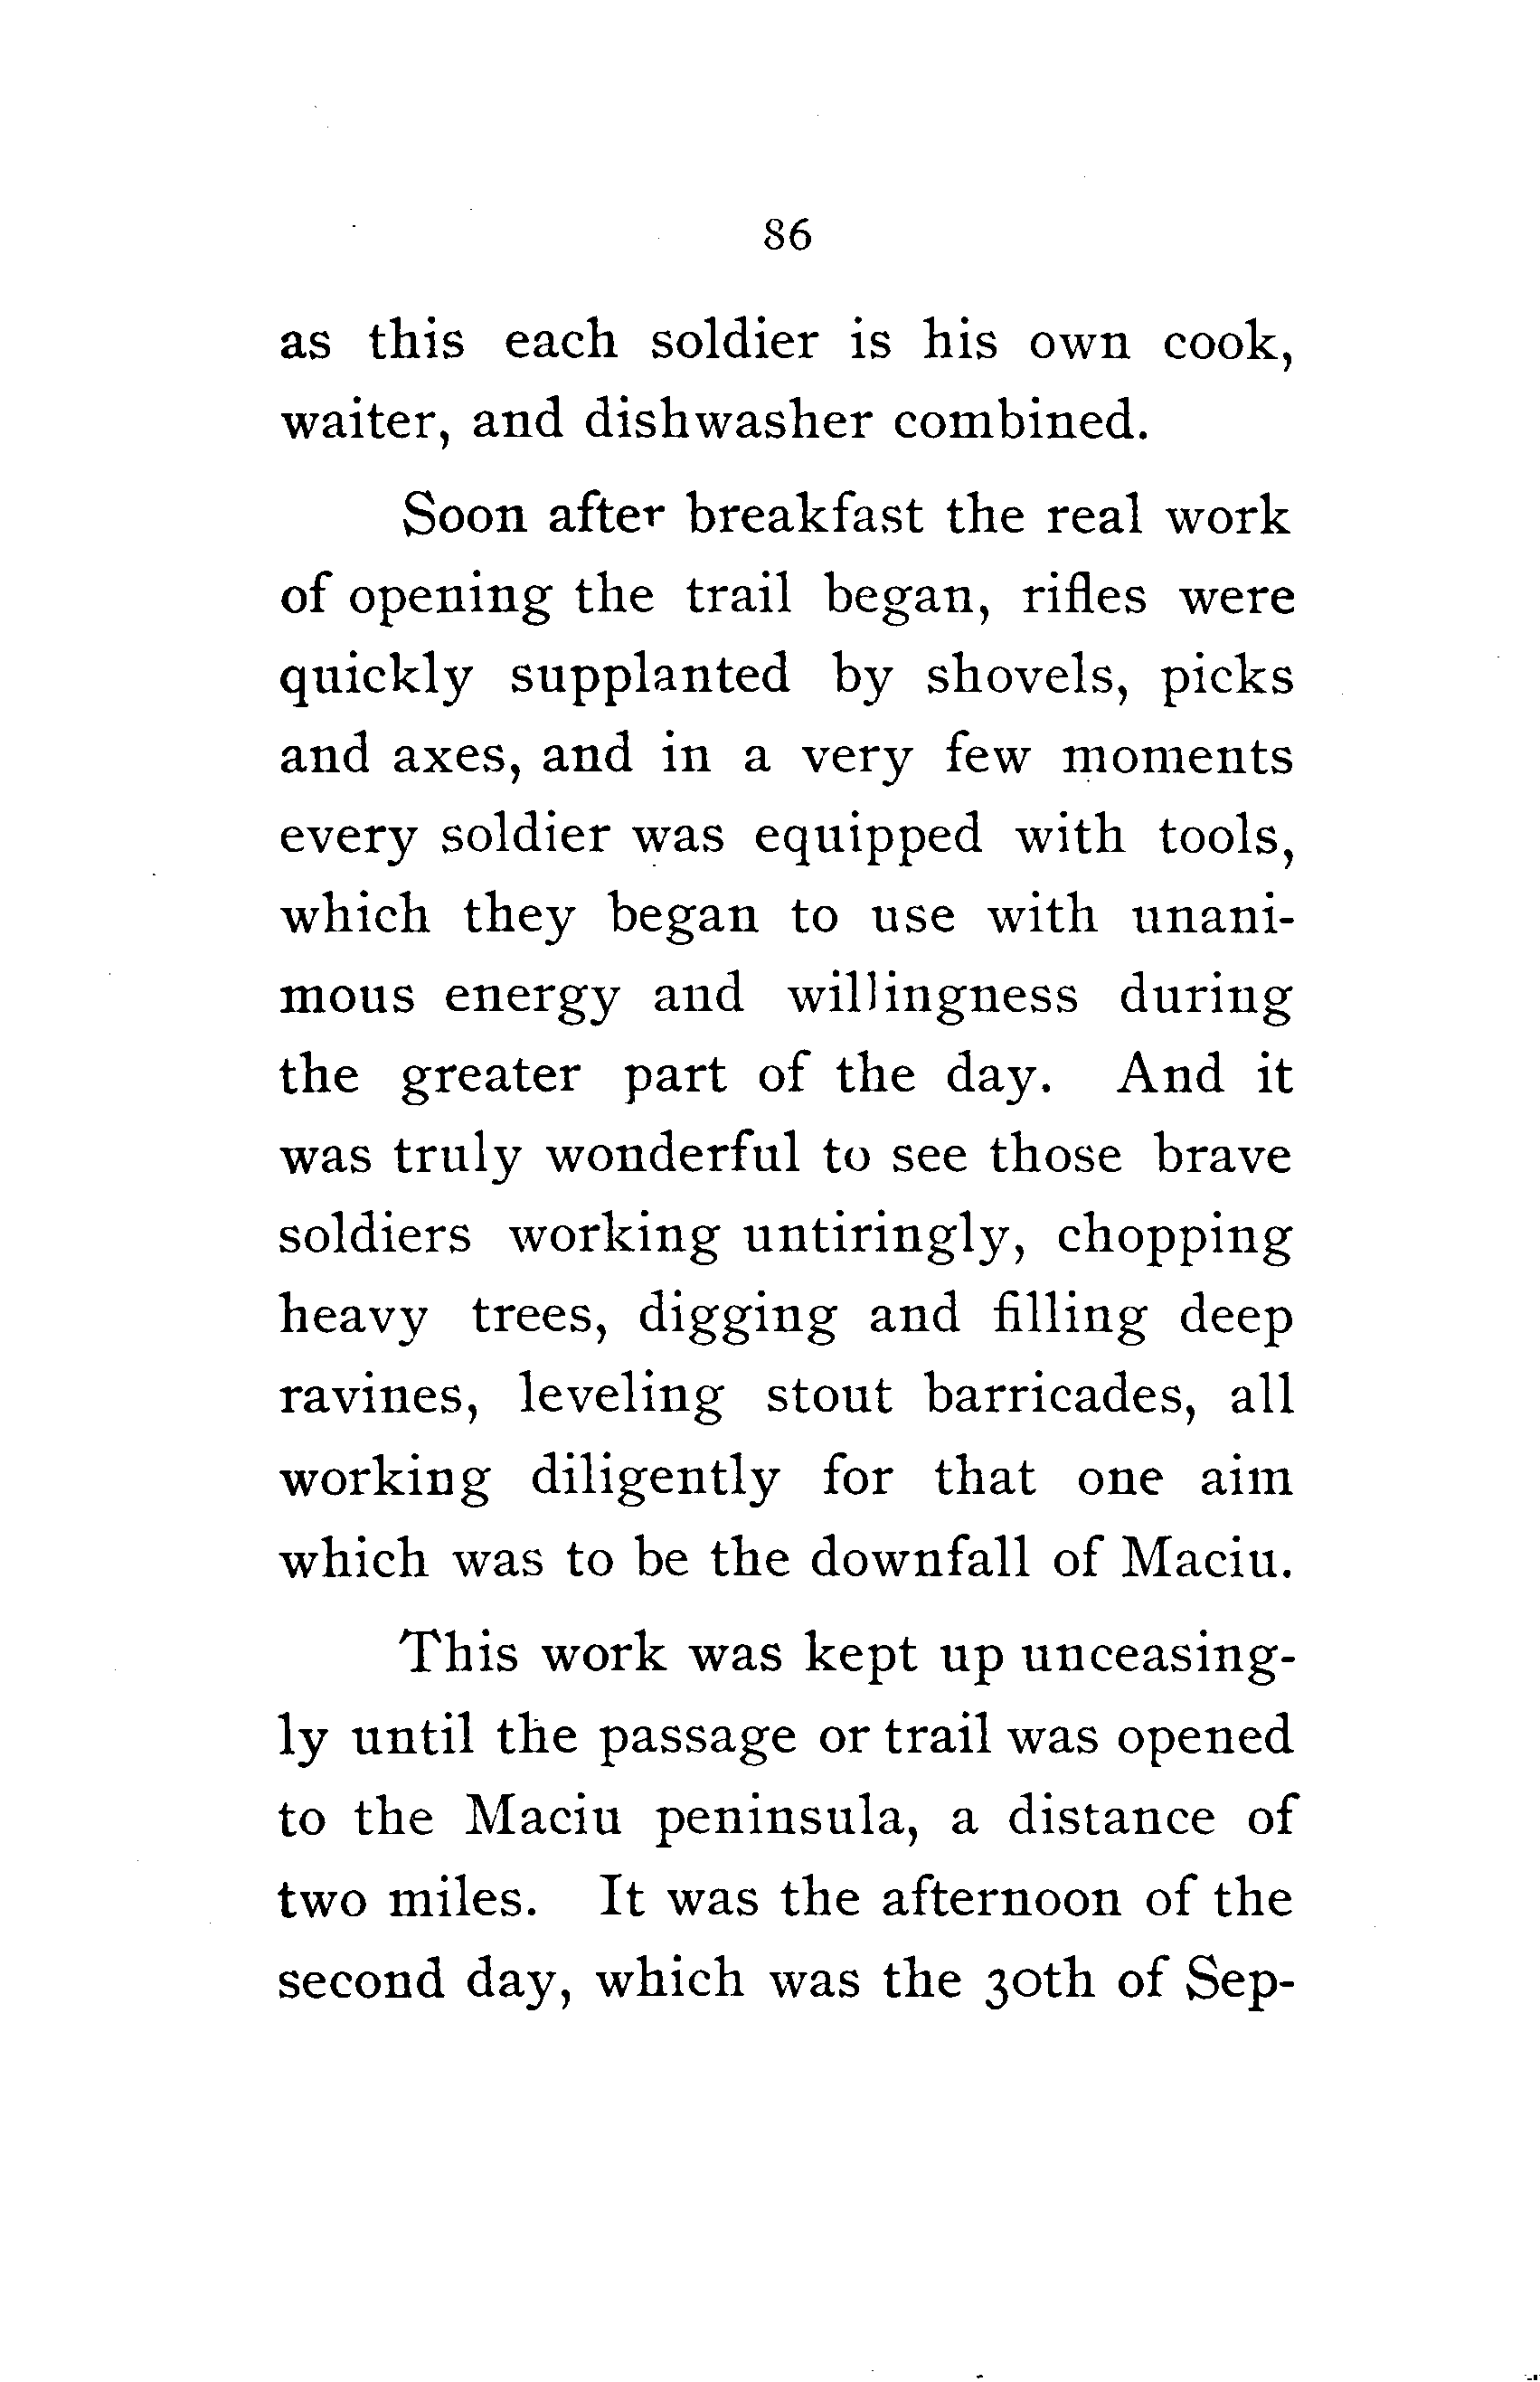 86
as this each soldier is his own cook,
waiter, and dishwasher combined.
Soon after breakfast the real work
of opening the trail began, rifles were
quickly supplanted by shovels, picks
and axes, and in a very few moments
every soldier was equipped with tools,
which they began to use with unani-
mous energy and willingness during
the greater part of the day. And it
was truly wonderful to see those brave
soldiers working untiringly, chopping
heavy trees, digging and filling deep
ravines, leveling stout barricades, all
working diligently for that one aim
which was to be the downfall of Maciu.
This work was kept up unceasing-
ly until the passage or trail was opened
to the Maciu peninsula, a distance of
two miles. It was the afternoon of the
second day, which was the 30th of Sep-